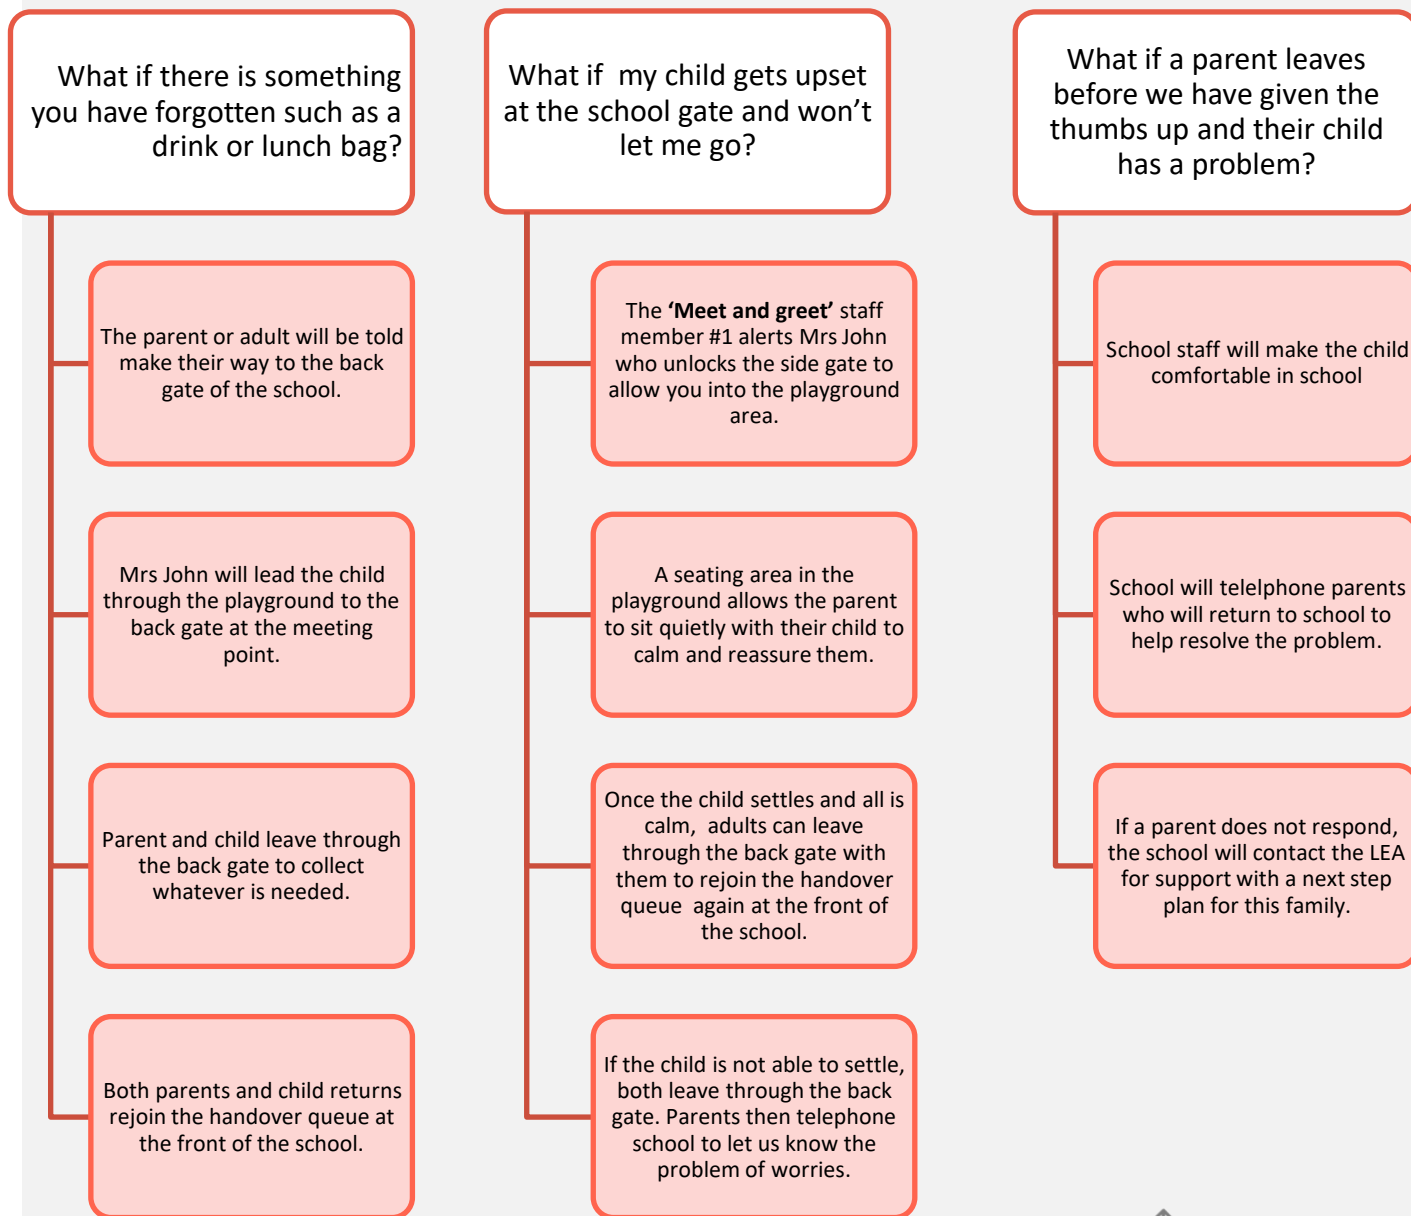 What if there is something
you have forgotten such as a
drink or lunch bag?
The parent or adult will be told
make their way to the back
gate of the school.
Mrs John will lead the child
through the playground to the
back gate at the meeting
point.
Parent and child leave through
the back gate to collect
whatever is needed.
Both parents and child returns
rejoin the handover queue at
the front of the school.
What if my child gets upset
at the school gate and won’t
let me go?
The ‘Meet and greet’ staff
member #1 alerts Mrs John
who unlocks the side gate to
allow you into the playground
area.
A seating area in the
playground allows the parent
to sit quietly with their child to
calm and reassure them.
Once the child settles and all is
calm, adults can leave
through the back gate with
them to rejoin the handover
queue again at the front of
the school.
If the child is not able to settle,
both leave through the back
gate. Parents then telephone
school to let us know the
problem of worries.
What if a parent leaves
before we have given the
thumbs up and their child
has a problem?
School staff will make the child
comfortable in school
School will telelphone parents
who will return to school to
help resolve the problem.
If a parent does not respond,
the school will contact the LEA
for support with a next step
plan for this family.